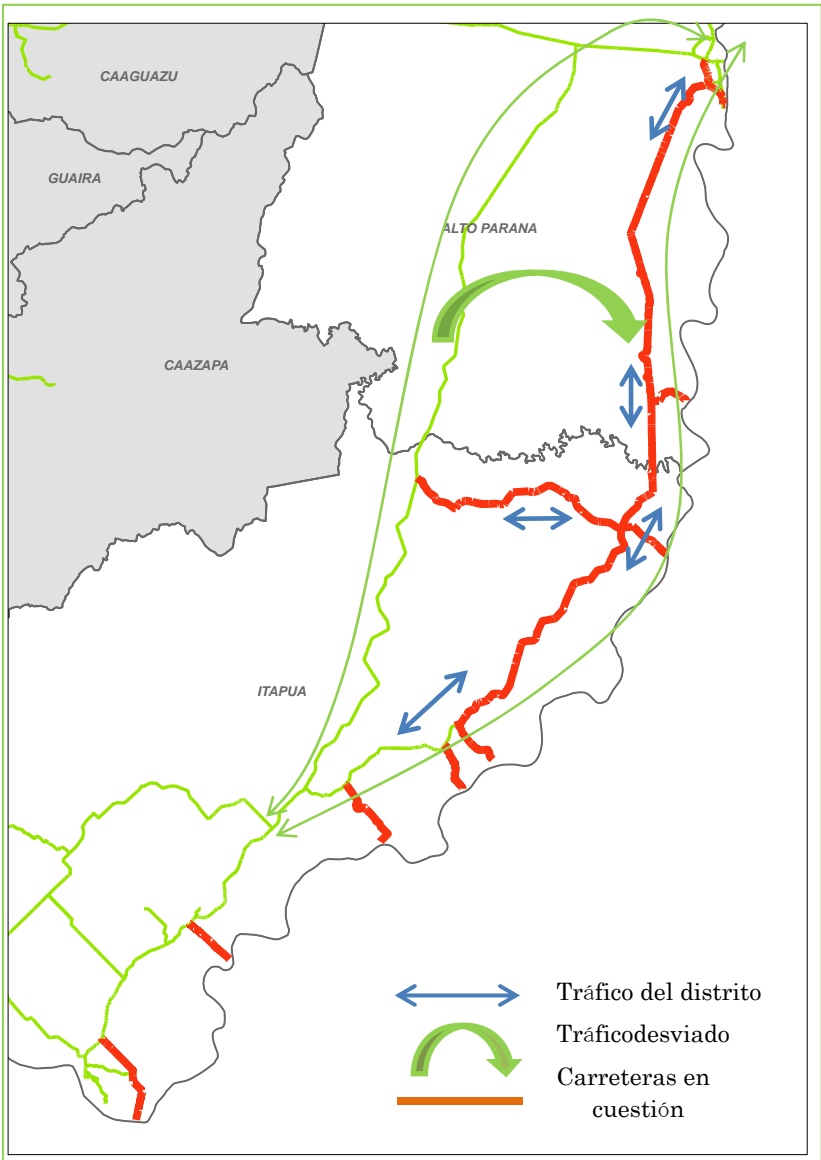 CAAGUAZU
GUAIRA
ALTO PARANA
CAAZAPA
ITAPUA
Tráfico del distrito
Tráficodesviado
Carreteras en
cuestión